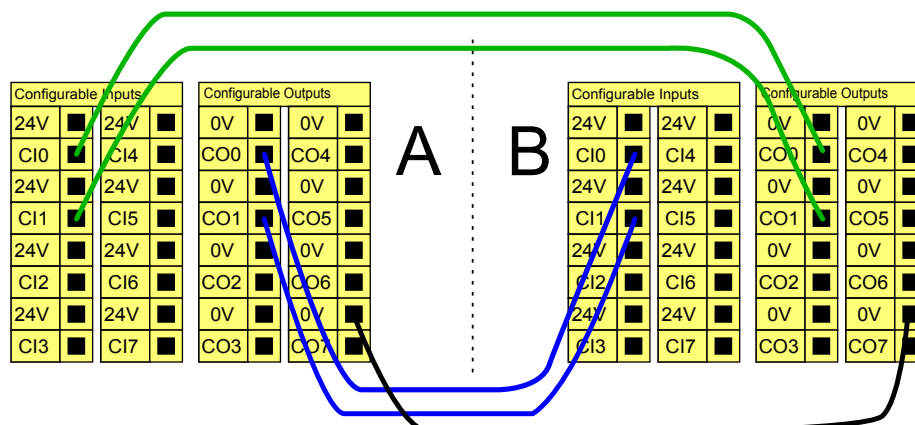 Configurable Inputs
24V 24V
CI0 CI4
24V 24V
CI1 CI5
24V 24V
CI2 CI6
24V 24V
CI3 CI7
Configurable Outputs
0V 0V
CO0 CO4
0V 0V
CO1 CO5
0V 0V
CO2 CO6
0V 0V
CO3 CO7
A
B
Configurable Inputs
24V 24V
CI0 CI4
24V 24V
CI1 CI5
24V 24V
CI2 CI6
24V 24V
CI3 CI7
Configurable Outputs
0V 0V
CO0 CO4
0V 0V
CO1 CO5
0V 0V
CO2 CO6
0V 0V
CO3 CO7